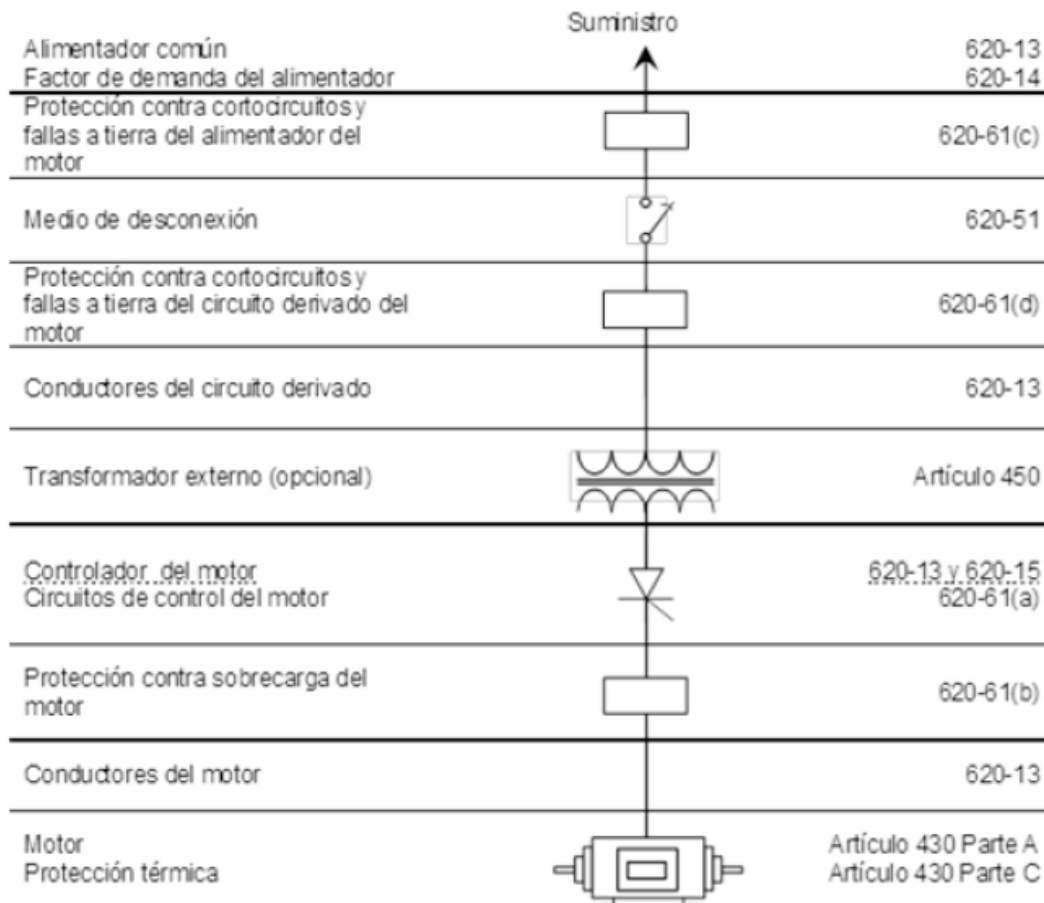 Suministro
Alimentador común 620-13
Factor de demanda del alimentador 620-14
Protección contra cortocircuitos y
fallas a tierra del alimentador del 620-61(c)
motor
Medio de desconexión 620-51
Protección contra cortocircuitos y
fallas a tierra del circuito derivado del 620-61(d)
motor
Conductores del circuito derivado 620-13
Transformador externo (opcional) Artículo 450
Controlador del motor 620-13 y 620-15
Circuitos de control del motor 620-61(a)
Protección contra sobrecarga del
motor 620-61(b)
Conductores del motor 620-13
Motor Artículo 430 Parte A
Protección térmica Artículo 430 Parte C